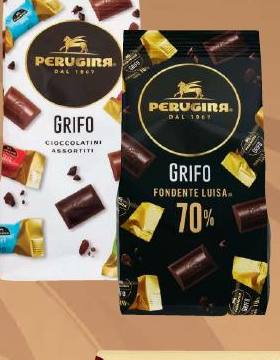 PERUGINA
DAL 1907
GRIFO
CIOCCOLATINI
ASSORTITI
PERUGINA
DAL 1907
GRIFO
FONDENTE LUISA
70%